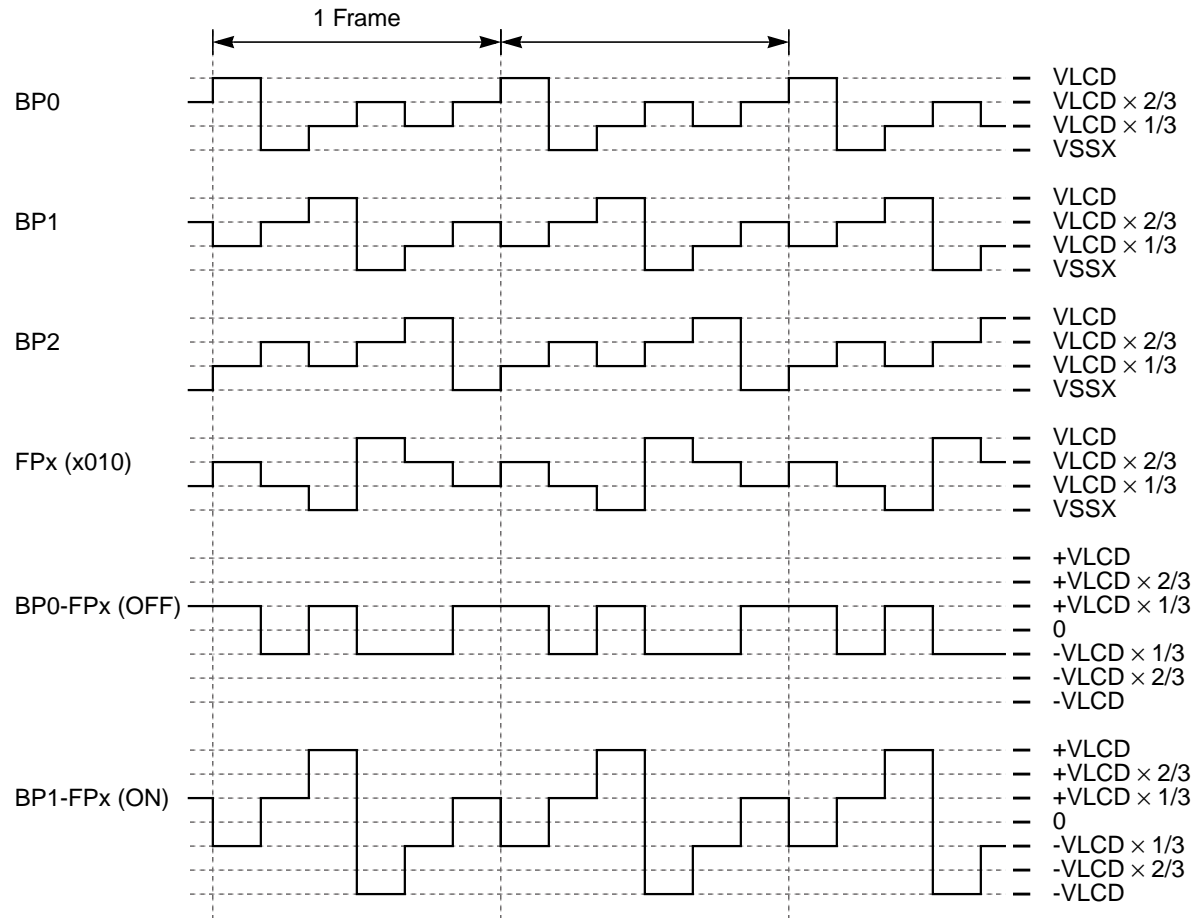 1 Frame
BP0
VLCD
VLCD × 2/3
VLCD × 1/3
VSSX
BP1
VLCD
VLCD × 2/3
VLCD × 1/3
VSSX
BP2
VLCD
VLCD × 2/3
VLCD × 1/3
VSSX
FPx (x010)
VLCD
VLCD × 2/3
VLCD × 1/3
VSSX
BP0-FPx (OFF)
+VLCD
+VLCD × 2/3
+VLCD × 1/3
0
-VLCD × 1/3
-VLCD × 2/3
-VLCD
BP1-FPx (ON)
+VLCD
+VLCD × 2/3
+VLCD × 1/3
0
-VLCD × 1/3
-VLCD × 2/3
-VLCD